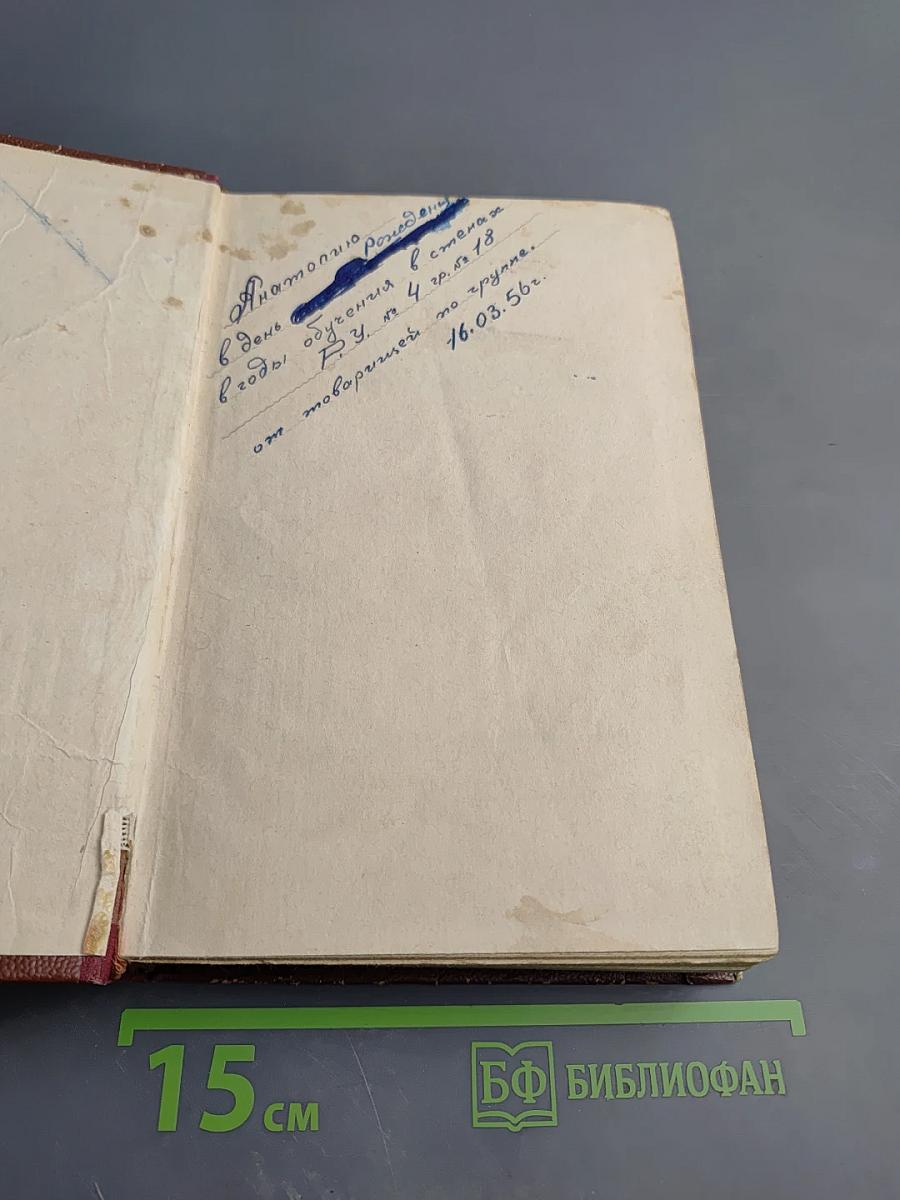 Анатолию
в день рождения
в годы обучения в стенах
Р. У. № 4 гр. № 18
от товарищей по группе.
16.03.56г.
15 см
БФ БИБЛИОФАН